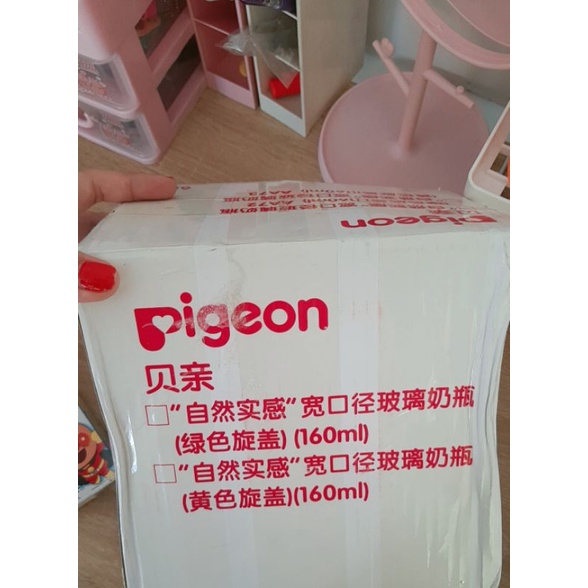 pigeon
pigeon
贝亲
□“自然实感”宽口径玻璃奶瓶
(绿色旋盖) (160ml)
□“自然实感”宽口径玻璃奶瓶
(黄色旋盖)(160ml)